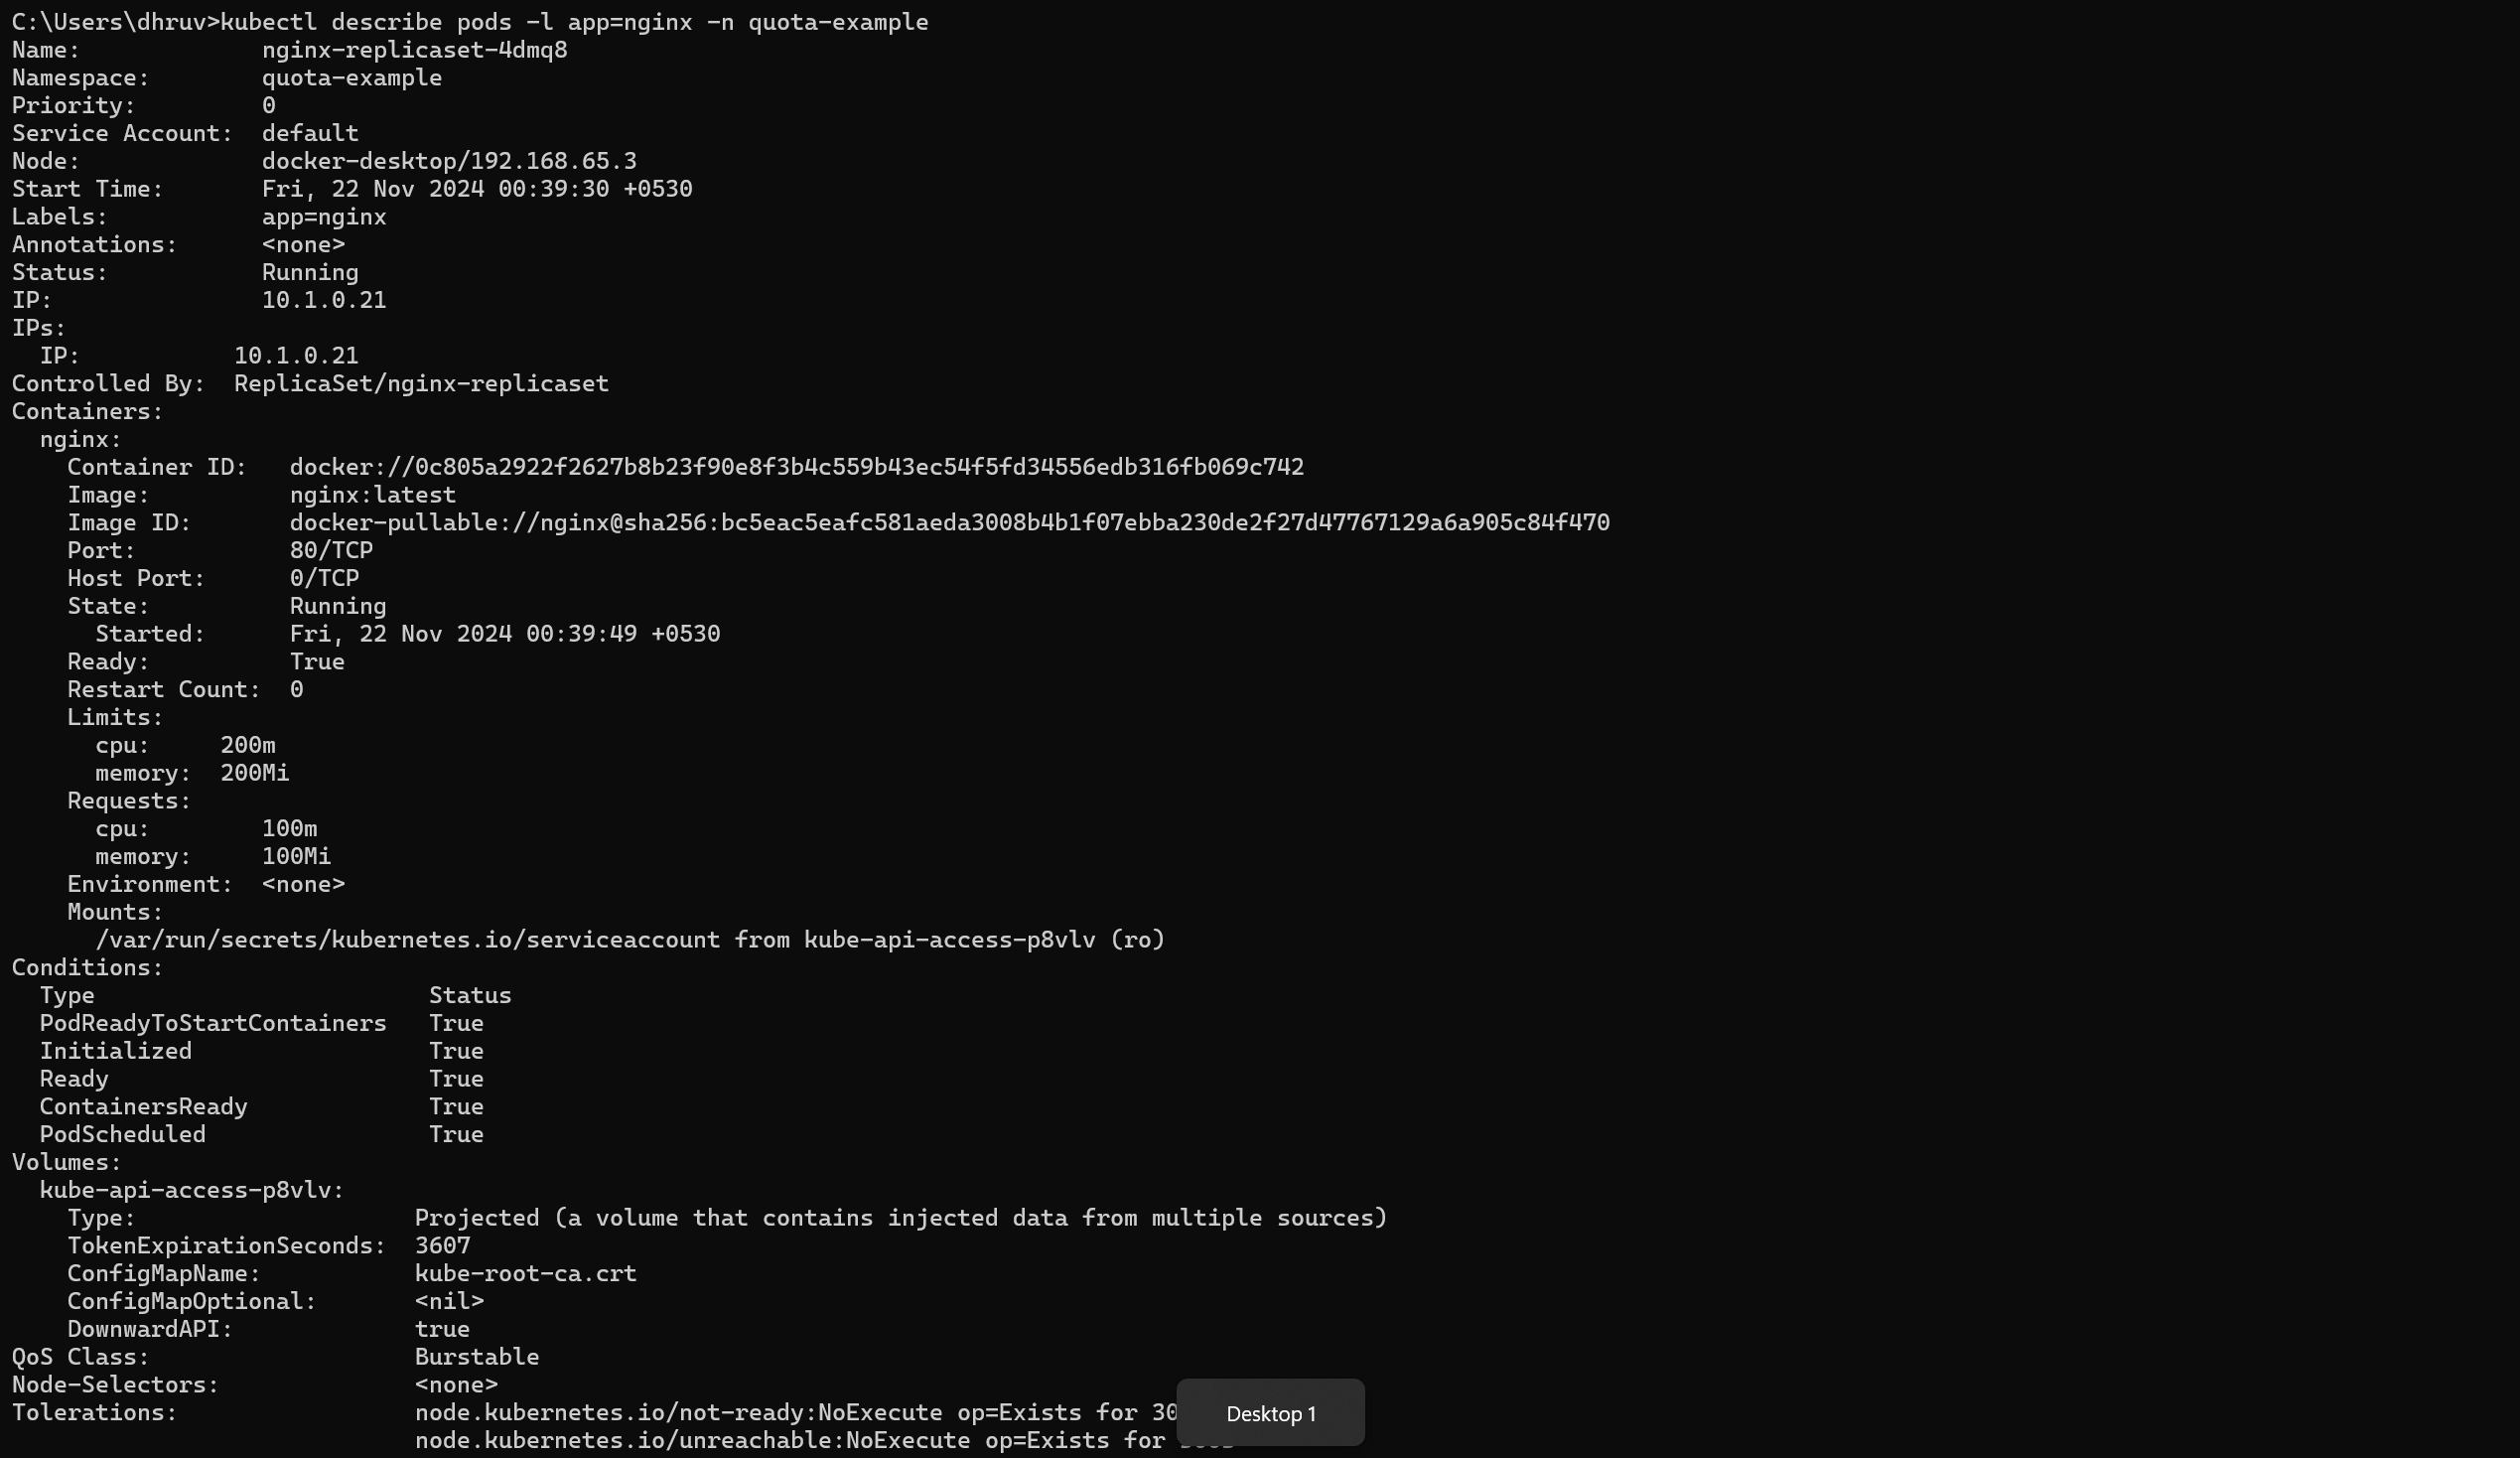 C:\Users\dhruv>kubectl describe pods -l app=nginx -n quota-example
Name:             nginx-replicaset-4dmq8
Namespace:        quota-example
Priority:         0
Service Account:  default
Node:             docker-desktop/192.168.65.3
Start Time:       Fri, 22 Nov 2024 00:39:30 +0530
Labels:           app=nginx
Annotations:      <none>
Status:           Running
IP:               10.1.0.21
IPs:
  IP:           10.1.0.21
Controlled By:  ReplicaSet/nginx-replicaset
Containers:
  nginx:
    Container ID:   docker://0c805a2922f2627b8b23f90e8f3b4c559b43ec54f5fd34556edb316fb069c742
    Image:          nginx:latest
    Image ID:       docker-pullable://nginx@sha256:bc5eac5eafc581aeda3008b4b1f07ebba230de2f27d47767129a6a905c84f470
    Port:           80/TCP
    Host Port:      0/TCP
    State:          Running
      Started:      Fri, 22 Nov 2024 00:39:49 +0530
    Ready:          True
    Restart Count:  0
    Limits:
      cpu:     200m
      memory:  200Mi
    Requests:
      cpu:        100m
      memory:     100Mi
    Environment:  <none>
    Mounts:
      /var/run/secrets/kubernetes.io/serviceaccount from kube-api-access-p8vlv (ro)
Conditions:
  Type                        Status
  PodReadyToStartContainers   True
  Initialized                 True
  Ready                       True
  ContainersReady             True
  PodScheduled                True
Volumes:
  kube-api-access-p8vlv:
    Type:                    Projected (a volume that contains injected data from multiple sources)
    TokenExpirationSeconds:  3607
    ConfigMapName:           kube-root-ca.crt
    ConfigMapOptional:       <nil>
    DownwardAPI:             true
QoS Class:                   Burstable
Node-Selectors:              <none>
Tolerations:                 node.kubernetes.io/not-ready:NoExecute op=Exists for
                             node.kubernetes.io/unreachable:NoExecute op=Exists for
Desktop 1